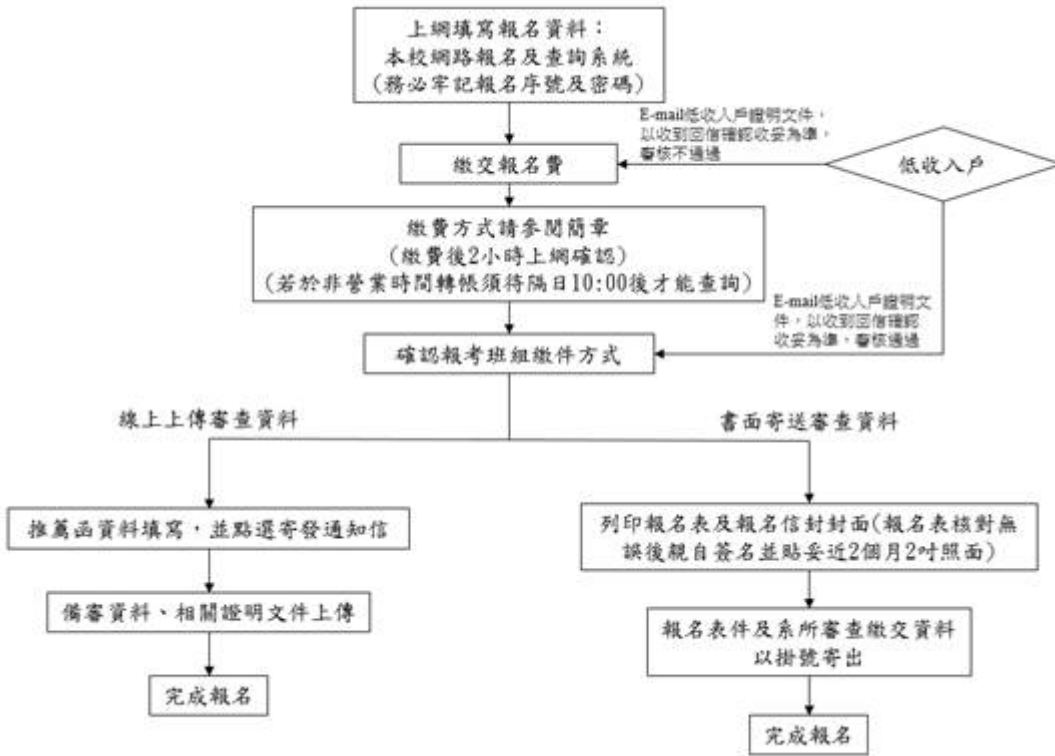 上網填寫報名資料：
本校網路報名及查詢系統
(務必牢記報名序號及密碼)
E-mail低收入戶證明文件，
以收到回信確認收妥為準，
審核不通過
繳交報名費
低收入戶
繳費方式請參閱簡章
(繳費後2小時上網確認)
(若於非營業時間轉帳須待隔日10:00後才能查詢)
E-mail低收入戶證明文
件，以收到回信確認
收妥為準，審核通過
確認報考班組繳件方式
線上上傳審查資料
書面寄送審查資料
推薦函資料填寫，並點選寄發通知信
列印報名表及報名信封封面(報名表核對無
誤後親自簽名並貼妥近2個月2吋照面)
備審資料、相關證明文件上傳
報名表件及系所審查繳交資料
以掛號寄出
完成報名
完成報名